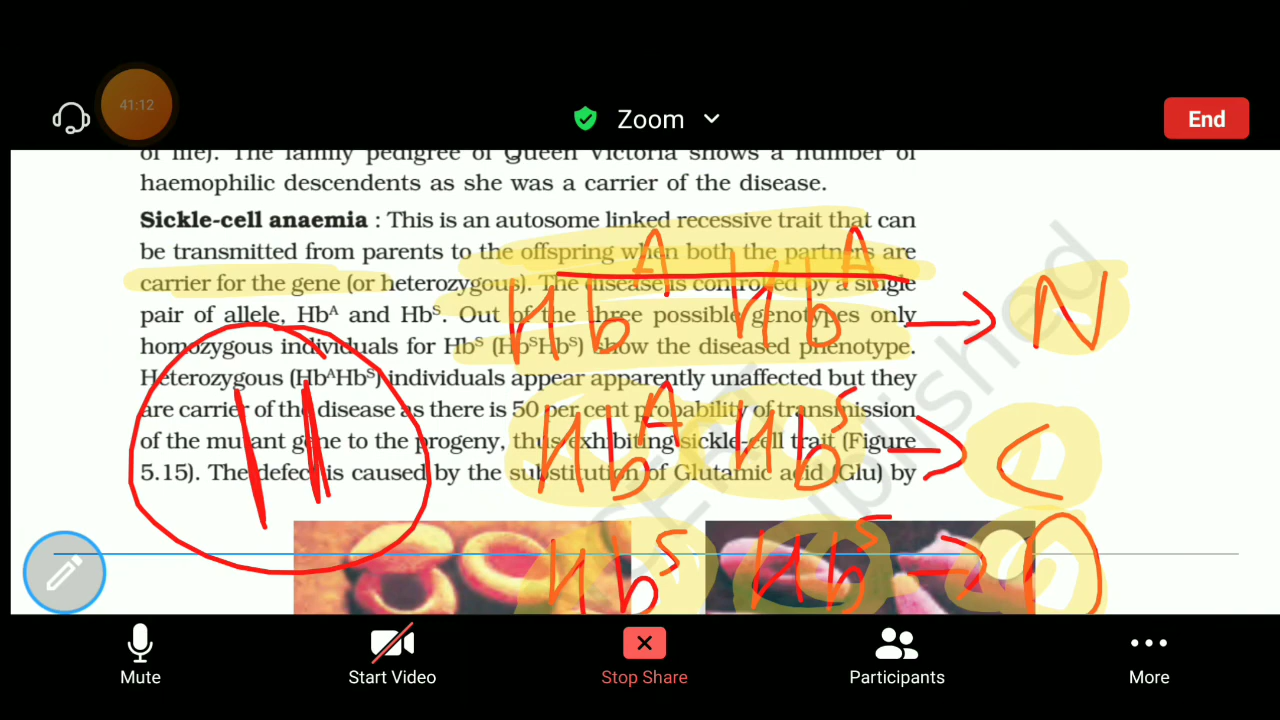 41:12
Zoom
End
of life). The family pedigree of Queen Victoria shows a number of
haemophilic descendents as she was a carrier of the disease.
Sickle-cell anaemia : This is an autosome linked recessive trait that can
be transmitted from parents to the offspring when both the partners are
carrier for the gene (or heterozygous). The disease is controlled by a single
pair of allele, Hbᴬ and Hbˢ. Out of the three possible genotypes only
homozygous individuals for Hbˢ (HbˢHbˢ) show the diseased phenotype.
Heterozygous (HbᴬHbˢ) individuals appear apparently unaffected but they
are carrier of the disease as there is 50 per cent probability of transmission
of the mutant gene to the progeny, thus exhibiting sickle-cell trait (Figure
5.15). The defect is caused by the substitution of Glutamic acid (Glu) by
Hbᴬ Hbᴬ → N
Hbᴬ Hbˢ → C
Hbˢ Hbˢ →
Mute
Start Video
Stop Share
Participants
More